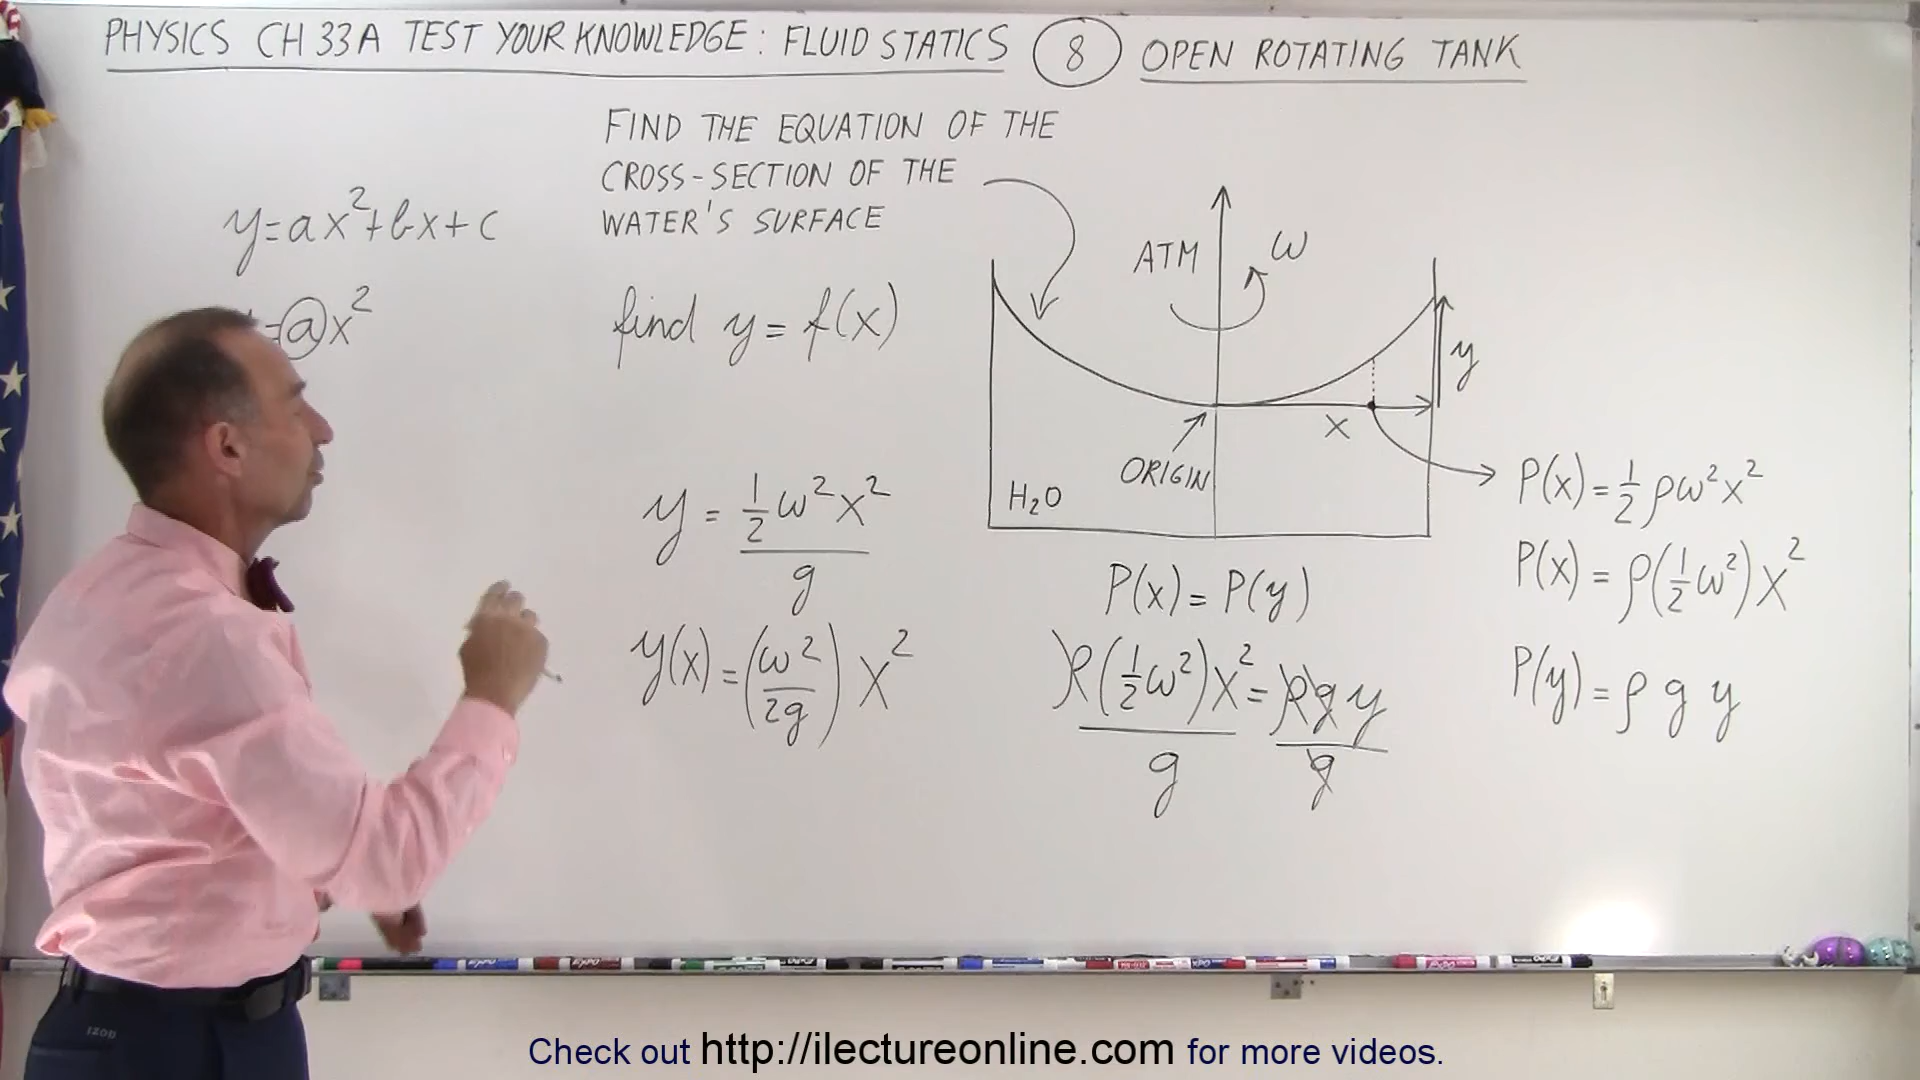 PHYSICS CH 33A TEST YOUR KNOWLEDGE: FLUID STATICS 8 OPEN ROTATING TANK
FIND THE EQUATION OF THE
CROSS-SECTION OF THE
WATER'S SURFACE
y=ax²+bx+c
=ax²
find y=f(x)
ATM
ω
y
x
ORIGIN
H₂O
y = ½ω²x² / g
y(x) = (ω²/2g) x²
P(x) = P(y)
ρ(½ω²)x² / g = ρgy / g
P(x) = ½ρω²x²
P(x) = ρ(½ω²)x²
P(y) = ρ g y
IZOD
Check out http://ilectureonline.com for more videos.